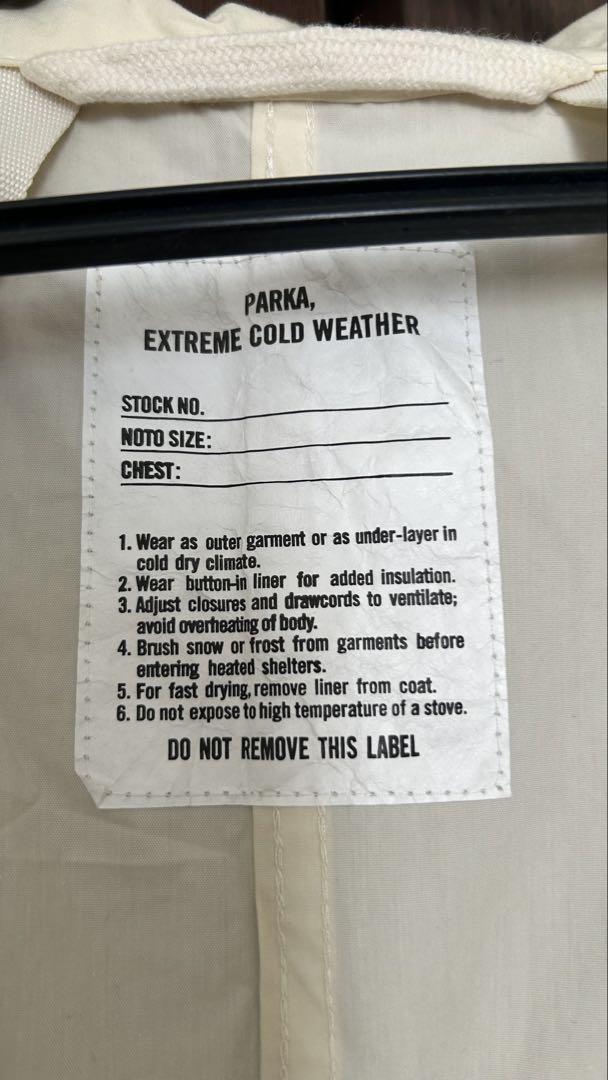 PARKA,
EXTREME COLD WEATHER
STOCK NO.
NOTO SIZE:
CHEST:
1. Wear as outer garment or as under-layer in
cold dry climate.
2. Wear button-in liner for added insulation.
3. Adjust closures and drawcords to ventilate;
avoid overheating of body.
4. Brush snow or frost from garments before
entering heated shelters.
5. For fast drying, remove liner from coat.
6. Do not expose to high temperature of a stove.
DO NOT REMOVE THIS LABEL